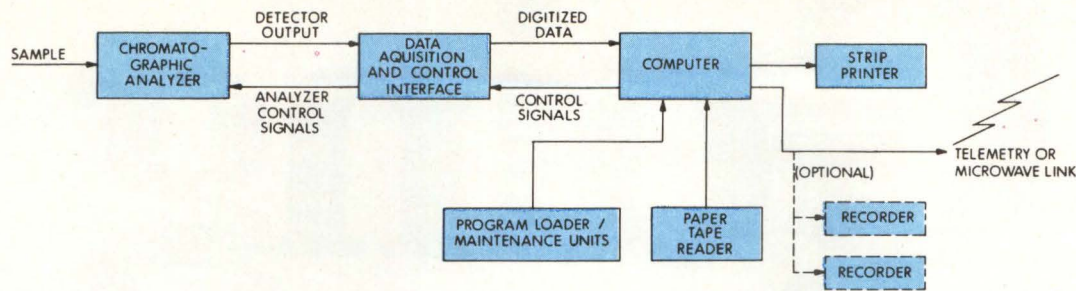 SAMPLE
CHROMATO-
GRAPHIC
ANALYZER
DETECTOR
OUTPUT
ANALYZER
CONTROL
SIGNALS
DATA
AQUISITION
AND CONTROL
INTERFACE
DIGITIZED
DATA
CONTROL
SIGNALS
COMPUTER
STRIP
PRINTER
TELEMETRY OR
MICROWAVE LINK
(OPTIONAL)
PROGRAM LOADER /
MAINTENANCE UNITS
PAPER
TAPE
READER
RECORDER
RECORDER